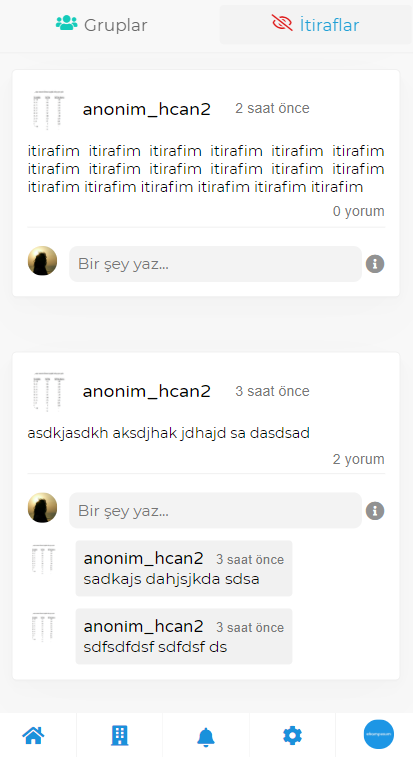 Gruplar
İtiraflar
anonim_hcan2 2 saat önce
itirafim itirafim itirafim itirafim itirafim itirafim
itirafim itirafim itirafim itirafim itirafim itirafim
itirafim itirafim itirafim itirafim itirafim itirafim
0 yorum
Bir şey yaz...
anonim_hcan2 3 saat önce
asdkjasdkh aksdjhak jdhajd sa dasdsad
2 yorum
Bir şey yaz...
anonim_hcan2 3 saat önce
sadkajs dahjsjkda sdsa
anonim_hcan2 3 saat önce
sdfsdfdsf sdfdsf ds